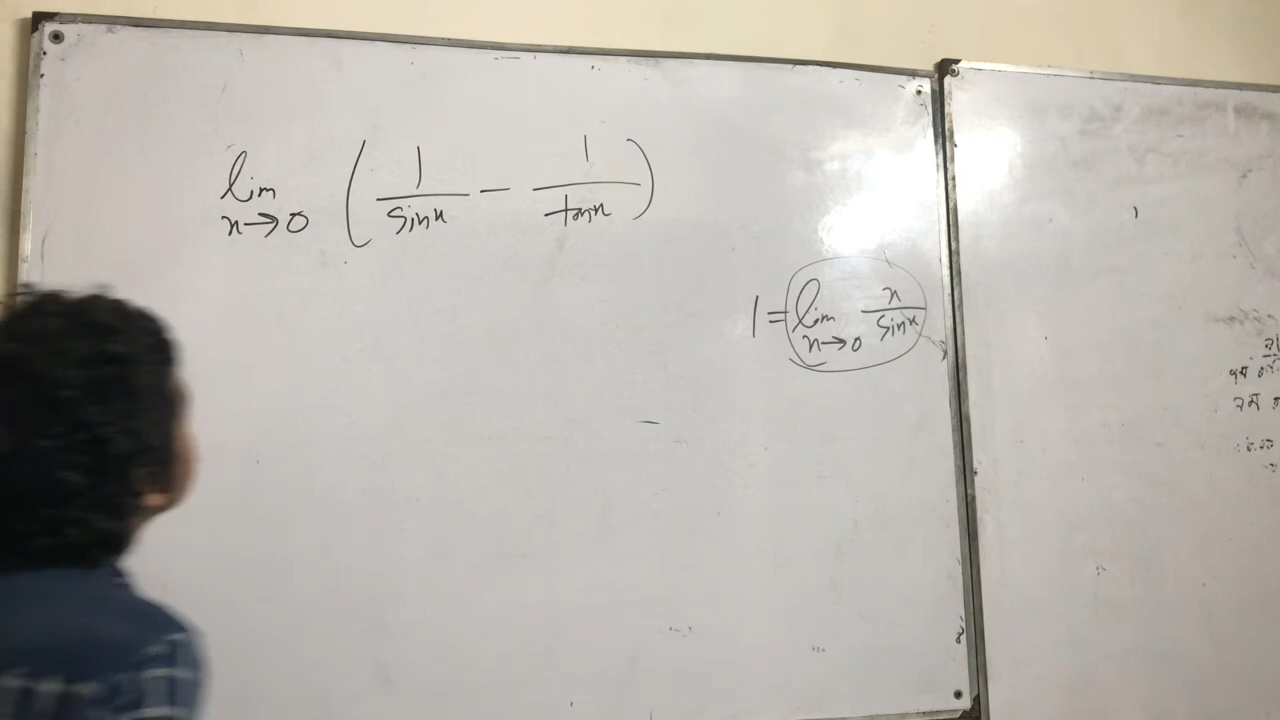 lim x→0 ( 1/sinx − 1/tanx )
1 = lim x→0 x/sinx